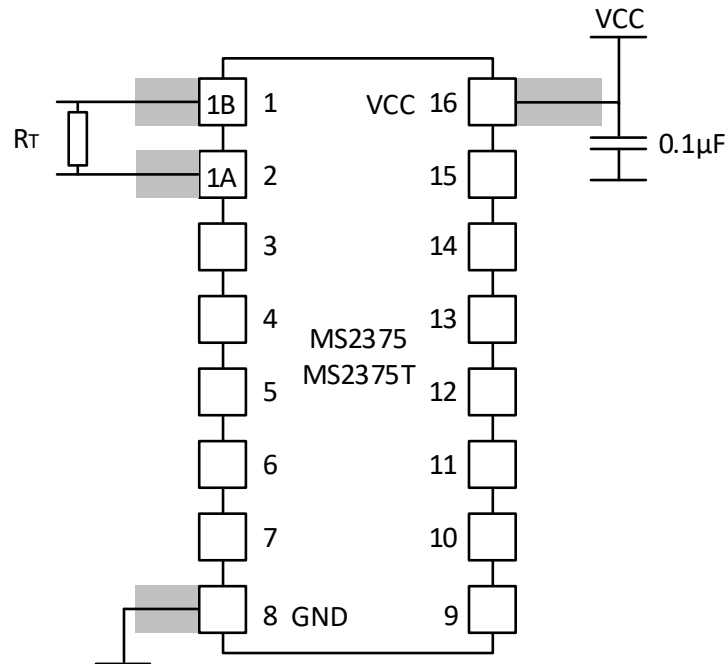 VCC
1B 1 VCC 16
RT 0.1μF
1A 2 15
3 14
4 13
MS2375
MS2375T
5 12
6 11
7 10
8 GND 9